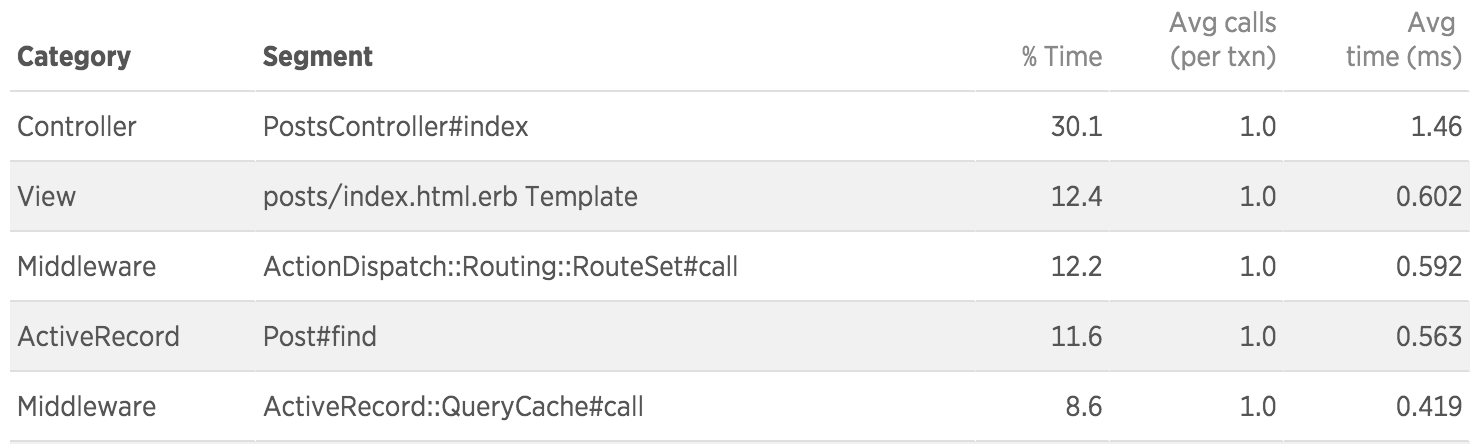 Category Segment % Time Avg calls (per txn) Avg time (ms)
Controller PostsController#index 30.1 1.0 1.46
View posts/index.html.erb Template 12.4 1.0 0.602
Middleware ActionDispatch::Routing::RouteSet#call 12.2 1.0 0.592
ActiveRecord Post#find 11.6 1.0 0.563
Middleware ActiveRecord::QueryCache#call 8.6 1.0 0.419